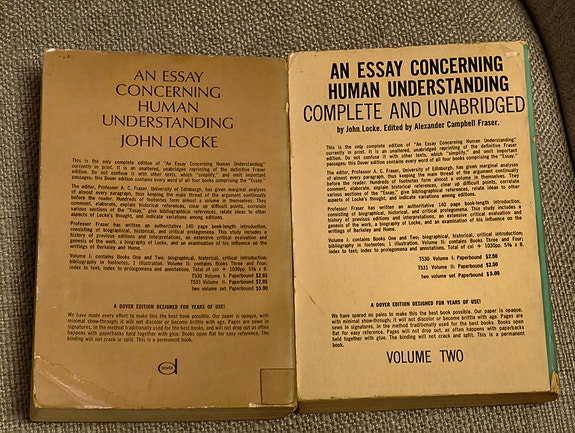 AN ESSAY
CONCERNING
HUMAN
UNDERSTANDING
JOHN LOCKE
This is the only complete edition of "An Essay Concerning Human Understanding"
currently in print. It is an unaltered, unabridged reprinting of the definitive Fraser
edition. Do not confuse it with other texts, which "simplify," and omit important
passages; this Dover edition contains every word of all four books comprising the "Essay."
The editor, Professor A. C. Fraser, University of Edinburgh, has given marginal analyses
of almost every paragraph, thus keeping the main thread of the argument continually
before the reader. Hundreds of footnotes form almost a volume in themselves. They
comment, elaborate, explain historical references, clear up difficult points, correlate
various sections of the "Essay," give bibliographical references, relate ideas to other
aspects of Locke's thought, and indicate variations among editions.
Professor Fraser has written an authoritative 140 page book-length introduction,
consisting of biographical, historical, and critical prolegomena. This study includes a
history of previous editions and interpretations, an extensive critical evaluation and
genesis of the work, a biography of Locke, and an examination of his influence on the
writings of Berkeley and Hume.
Volume I: contains Books One and Two; biographical, historical, critical introduction;
bibliography in footnotes; 1 illustration. Volume II: contains Books Three and Four;
index to text, index to prolegomena and annotations. Total of cxl + 1030pp. 5⅜ x 8.
T530 Volume I: Paperbound $2.95
T531 Volume II: Paperbound $2.95
Two volume set Paperbound $5.90
A DOVER EDITION DESIGNED FOR YEARS OF USE!
We have made every effort to make this the best book possible. Our paper is opaque,
with minimal show-through; it will not discolor or become brittle with age. Pages are sewn
in signatures, in the method traditionally used for the best books, and will not drop out as often
happens with paperbacks held together with glue. Books open flat for easy reference. The
binding will not crack or split. This is a permanent book.
DOVER
AN ESSAY CONCERNING
HUMAN UNDERSTANDING
COMPLETE AND UNABRIDGED
by John Locke. Edited by Alexander Campbell Fraser.
This is the only complete edition of "An Essay Concerning Human Understanding"
currently in print. It is an unaltered, unabridged reprinting of the definitive Fraser
edition. Do not confuse it with other texts, which "simplify," and omit important
passages; this Dover edition contains every word of all four books comprising the "Essay."
The editor, Professor A. C. Fraser, University of Edinburgh, has given marginal analyses
of almost every paragraph, thus keeping the main thread of the argument continually
before the reader. Hundreds of footnotes form almost a volume in themselves. They
comment, elaborate, explain historical references, clear up difficult points, correlate
various sections of the "Essay," give bibliographical references, relate ideas to other
aspects of Locke's thought, and indicate variations among editions.
Professor Fraser has written an authoritative 140 page book-length introduction,
consisting of biographical, historical, and critical prolegomena. This study includes a
history of previous editions and interpretations, an extensive critical evaluation and
genesis of the work, a biography of Locke, and an examination of his influence on the
writings of Berkeley and Hume.
Volume I: contains Books One and Two; biographical, historical, critical introduction;
bibliography in footnotes; 1 illustration. Volume II: contains Books Three and Four;
index to text, index to prolegomena and annotations. Total of cxl + 1030pp. 5⅜ x 8.
T530 Volume I: Paperbound $2.50
T531 Volume II: Paperbound $2.50
two volume set Paperbound $5.00
A DOVER EDITION DESIGNED FOR YEARS OF USE!
We have spared no pains to make this the best book possible. Our paper is opaque, with
minimal show-through; it will not discolor or become brittle with age. Pages are sewn
in signatures, in the method traditionally used for the best books. Books open flat
for easy reference. Pages will not drop out, as often happens with paperbacks
held together with glue. The binding will not crack and split. This is a permanent
book.
VOLUME TWO